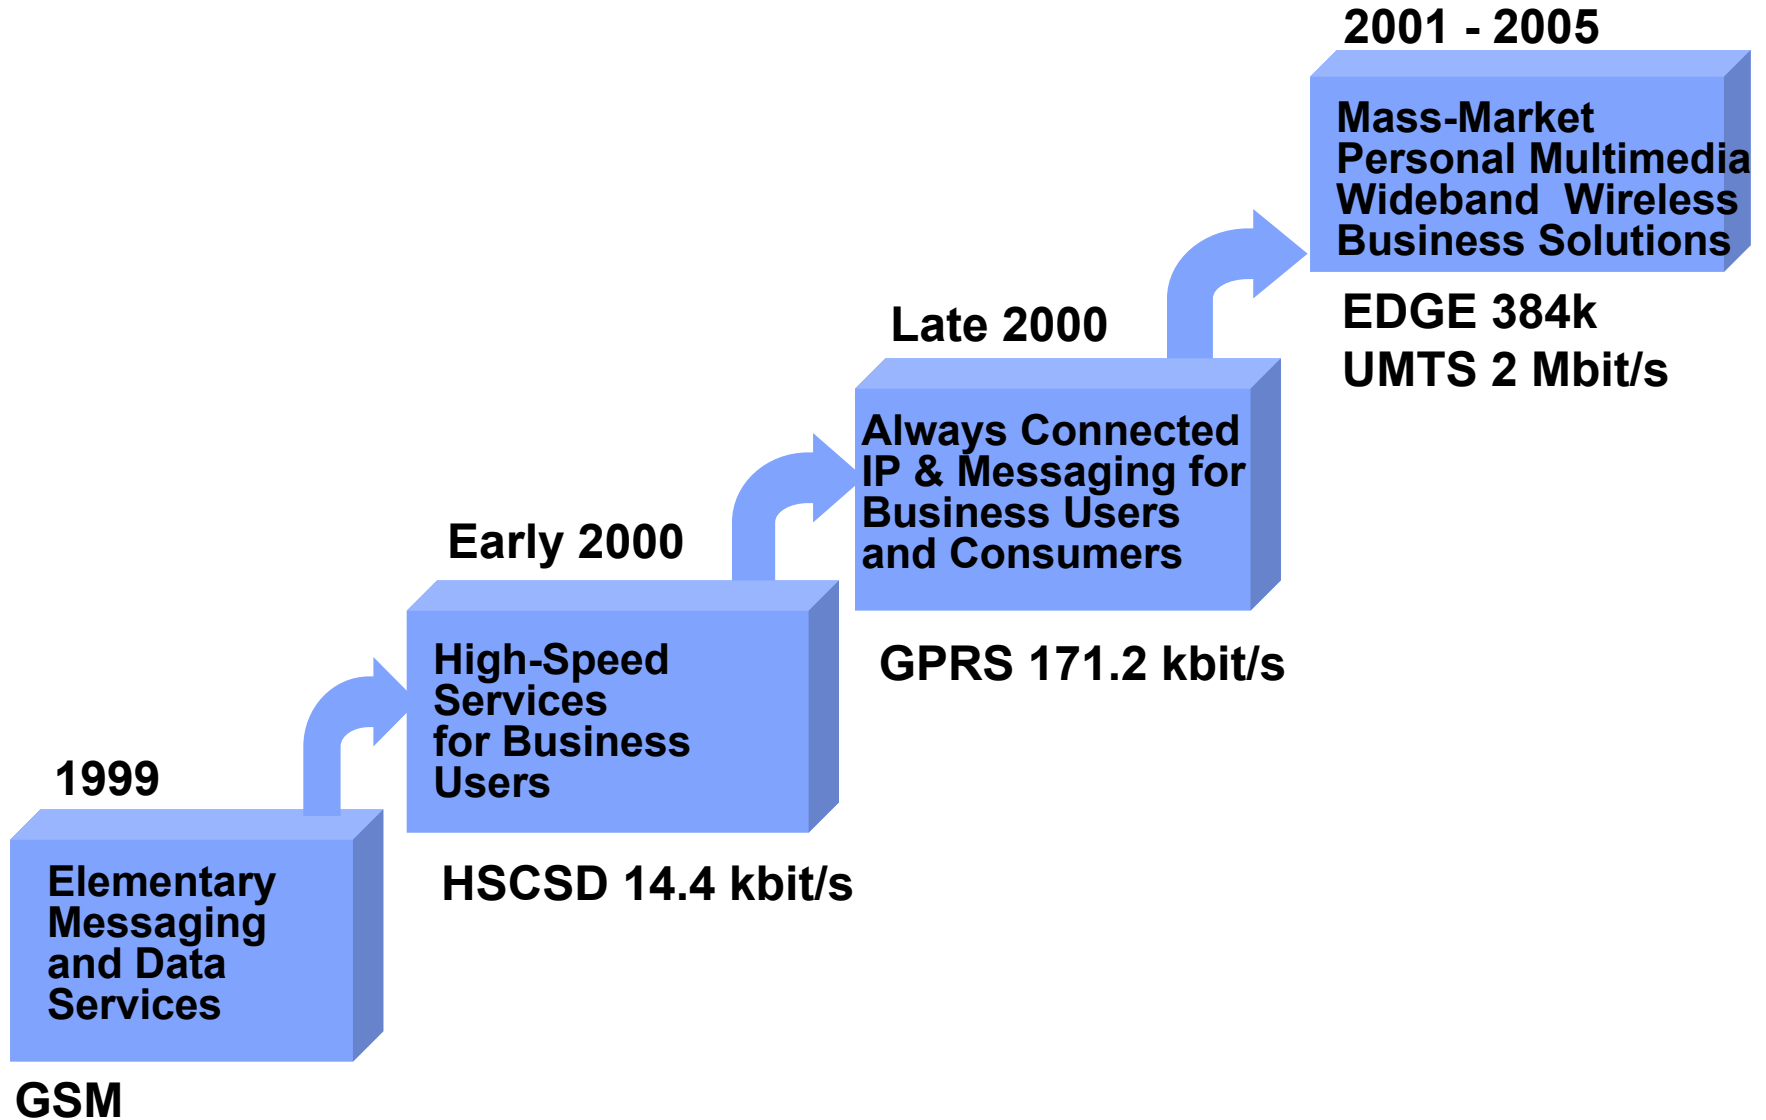 1999
Elementary
Messaging
and Data
Services
GSM
Early 2000
High-Speed
Services
for Business
Users
HSCSD 14.4 kbit/s
Late 2000
Always Connected
IP & Messaging for
Business Users
and Consumers
GPRS 171.2 kbit/s
2001 - 2005
Mass-Market
Personal Multimedia
Wideband  Wireless
Business Solutions
EDGE 384k
UMTS 2 Mbit/s